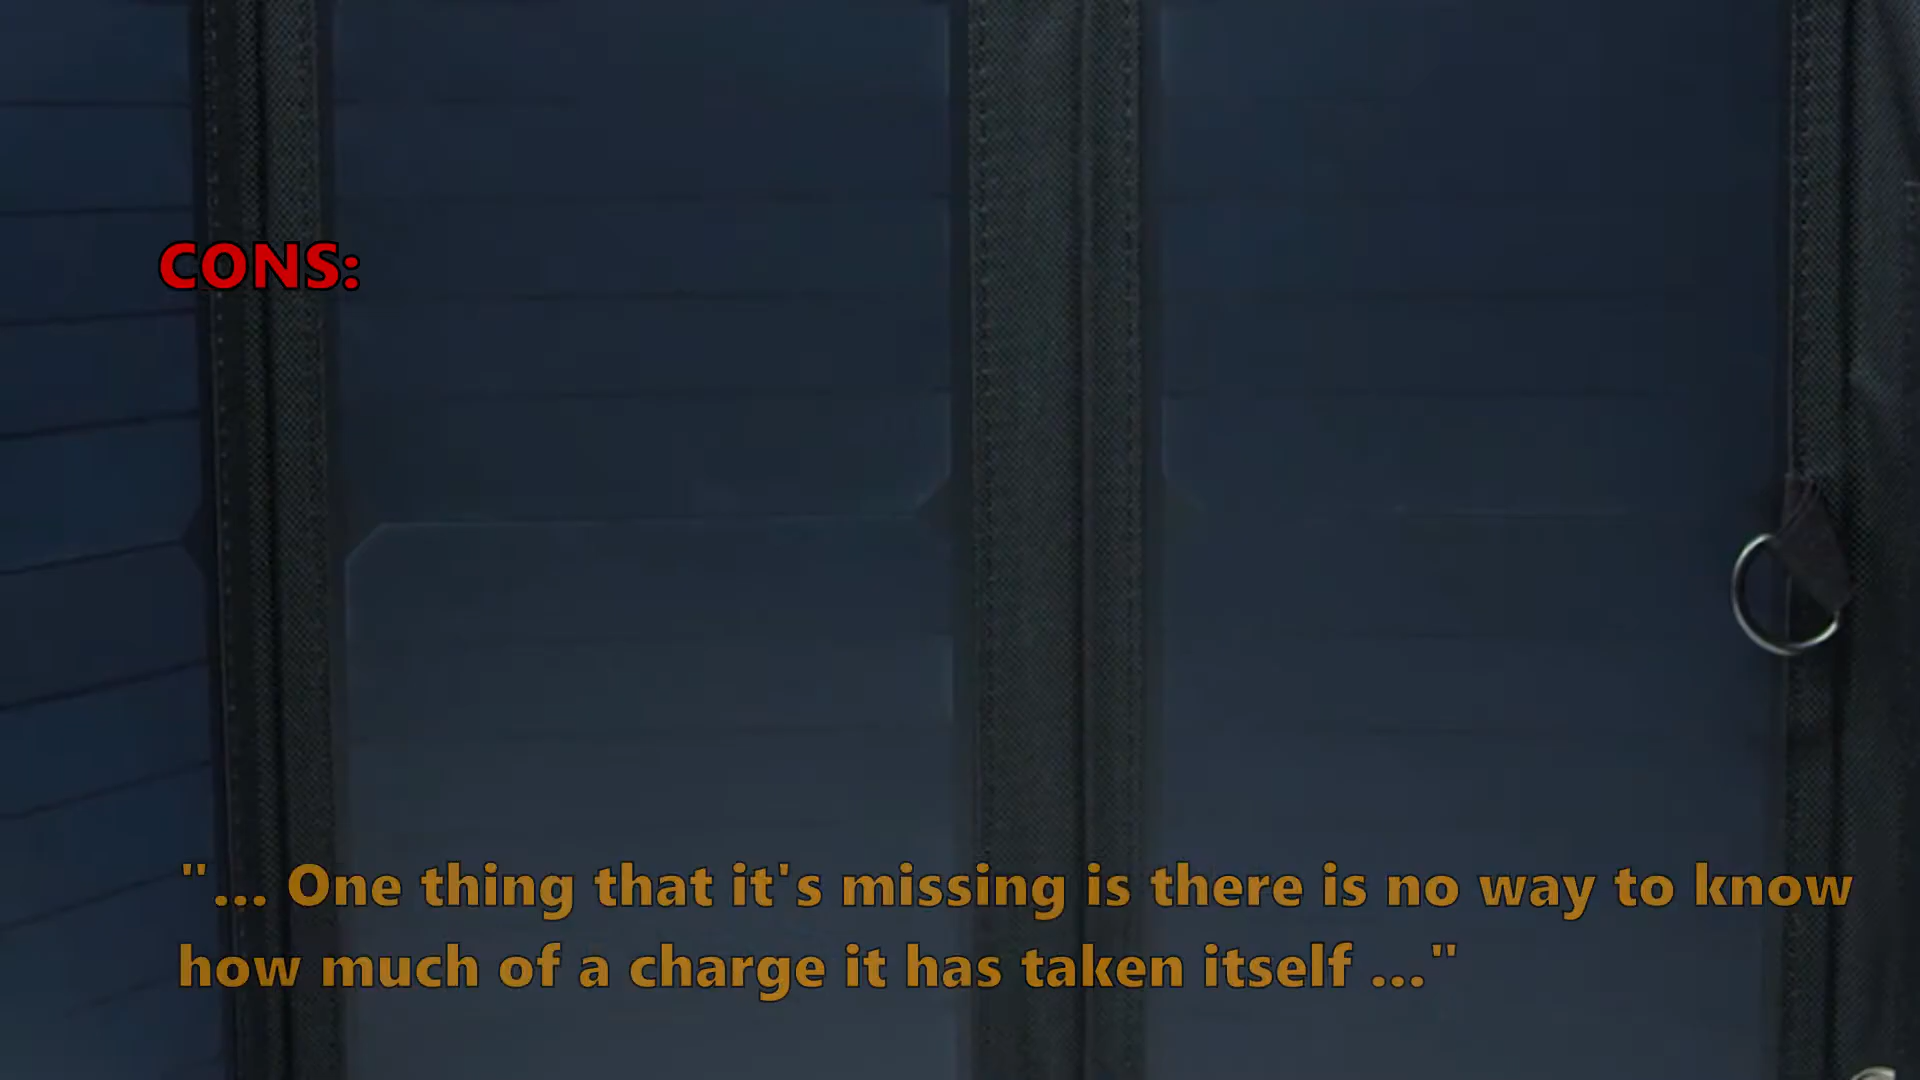 CONS:
"... One thing that it's missing is there is no way to know
how much of a charge it has taken itself ..."